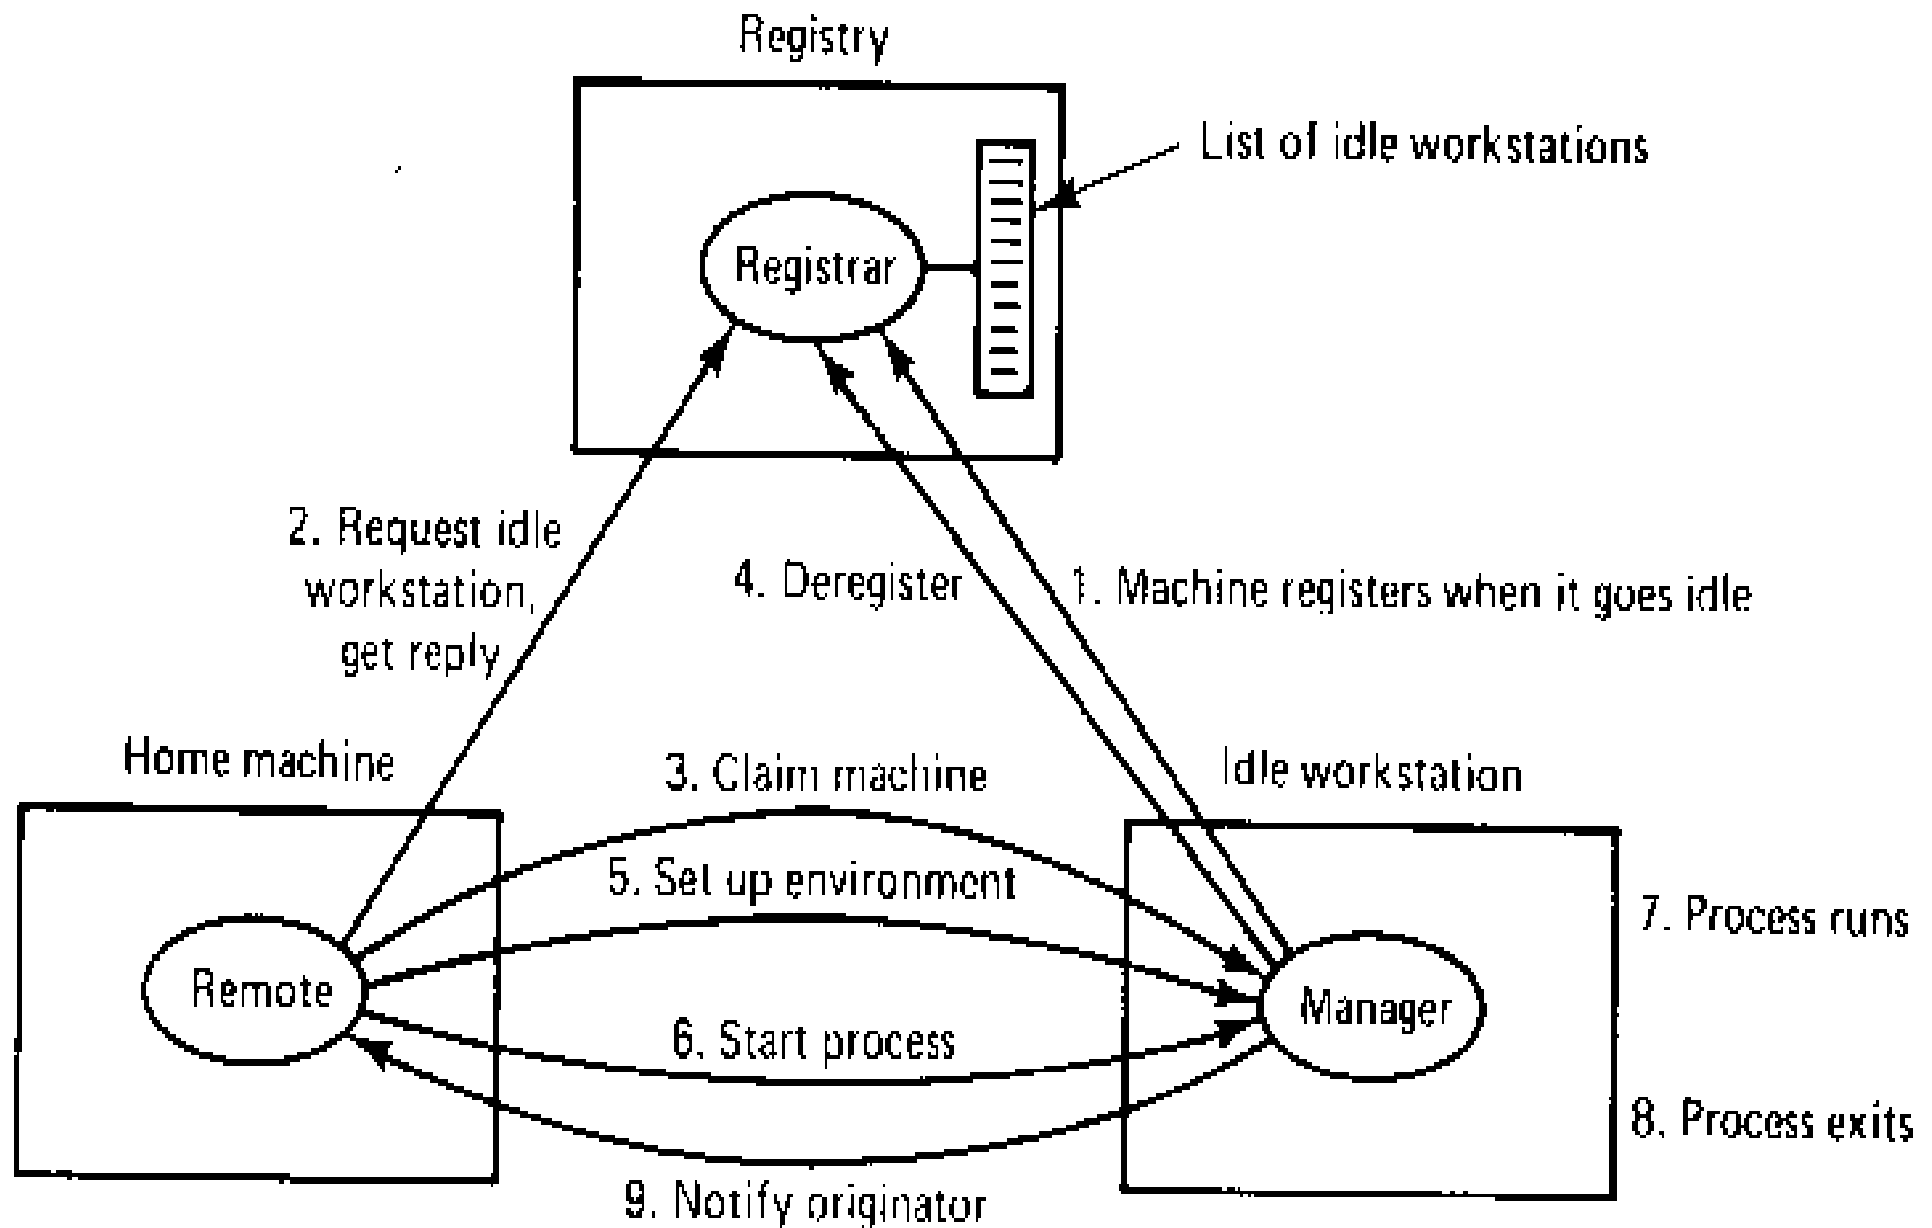 Registry
List of idle workstations
Registrar
2. Request idle
workstation,
get reply
4. Deregister
1. Machine registers when it goes idle
Home machine
3. Claim machine
Idle workstation
5. Set up environment
7. Process runs
Remote
Manager
6. Start process
8. Process exits
9. Notify originator